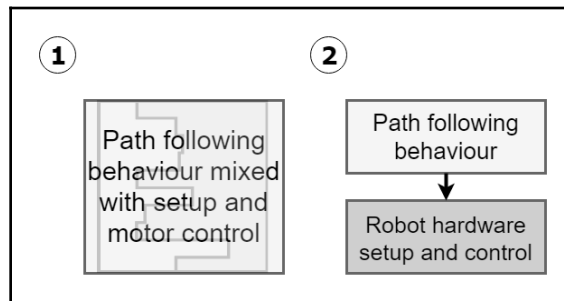 1
2
Path following
behaviour mixed
with setup and
motor control
Path following
behaviour
Robot hardware
setup and control